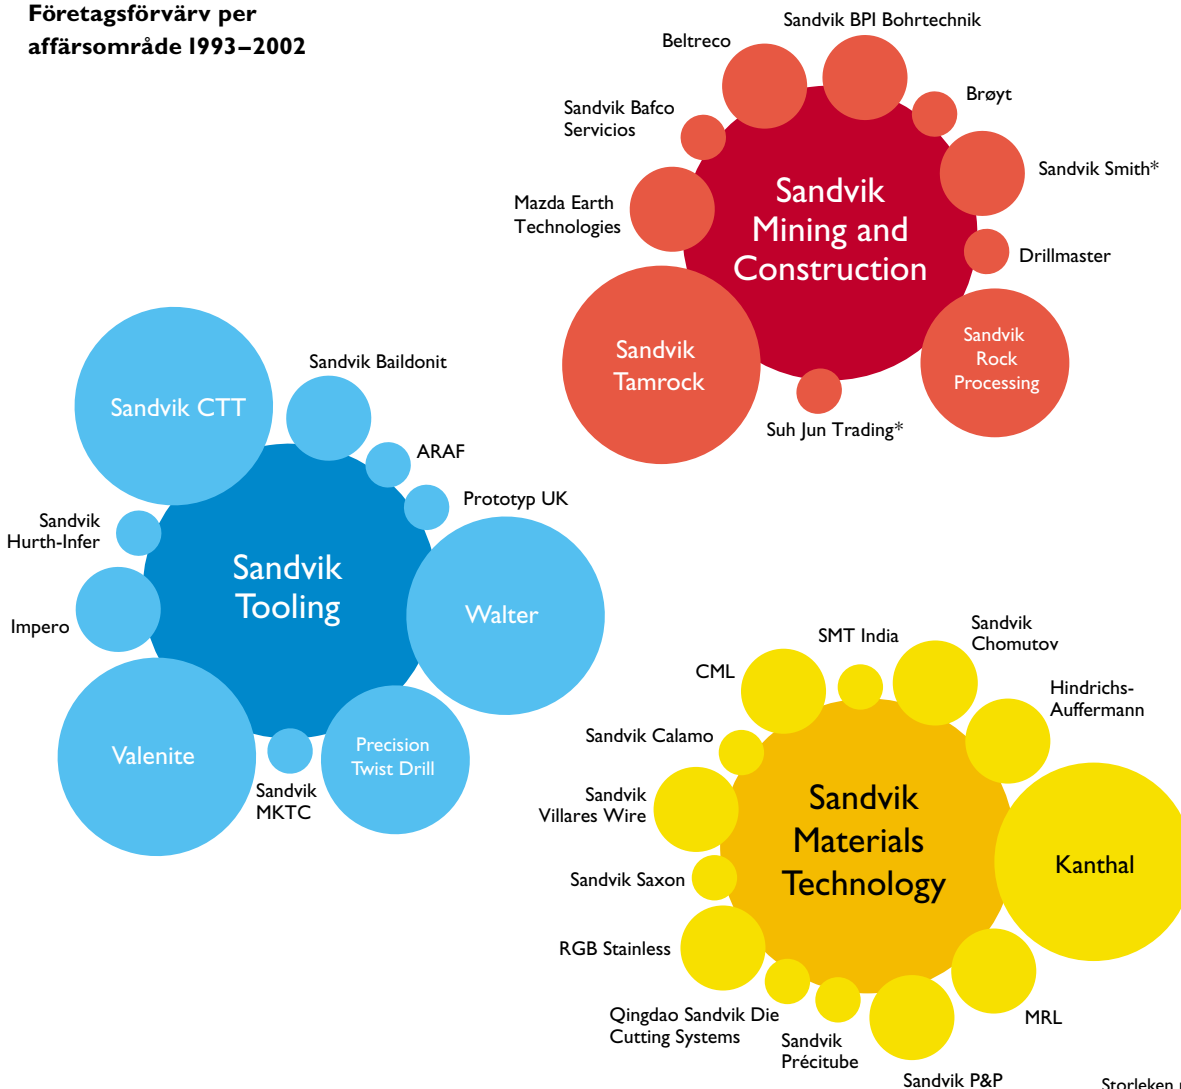 Företagsförvärv per
affärsområde 1993–2002
Sandvik BPI Bohrtechnik
Beltreco
Brøyt
Sandvik Bafco
Servicios
Sandvik Smith*
Mazda Earth
Technologies
Sandvik
Mining and
Construction
Drillmaster
Sandvik
Tamrock
Sandvik
Rock
Processing
Suh Jun Trading*
Sandvik Baildonit
Sandvik CTT
ARAF
Prototyp UK
Sandvik
Hurth-Infer
Sandvik
Tooling
Walter
Impero
Valenite
Precision
Twist Drill
Sandvik
MKTC
SMT India
Sandvik
Chomutov
CML
Hindrichs-
Auffermann
Sandvik Calamo
Sandvik
Villares Wire
Sandvik
Materials
Technology
Kanthal
Sandvik Saxon
RGB Stainless
Qingdao Sandvik Die
Cutting Systems
Sandvik
Précitube
MRL
Sandvik P&P
Storleken